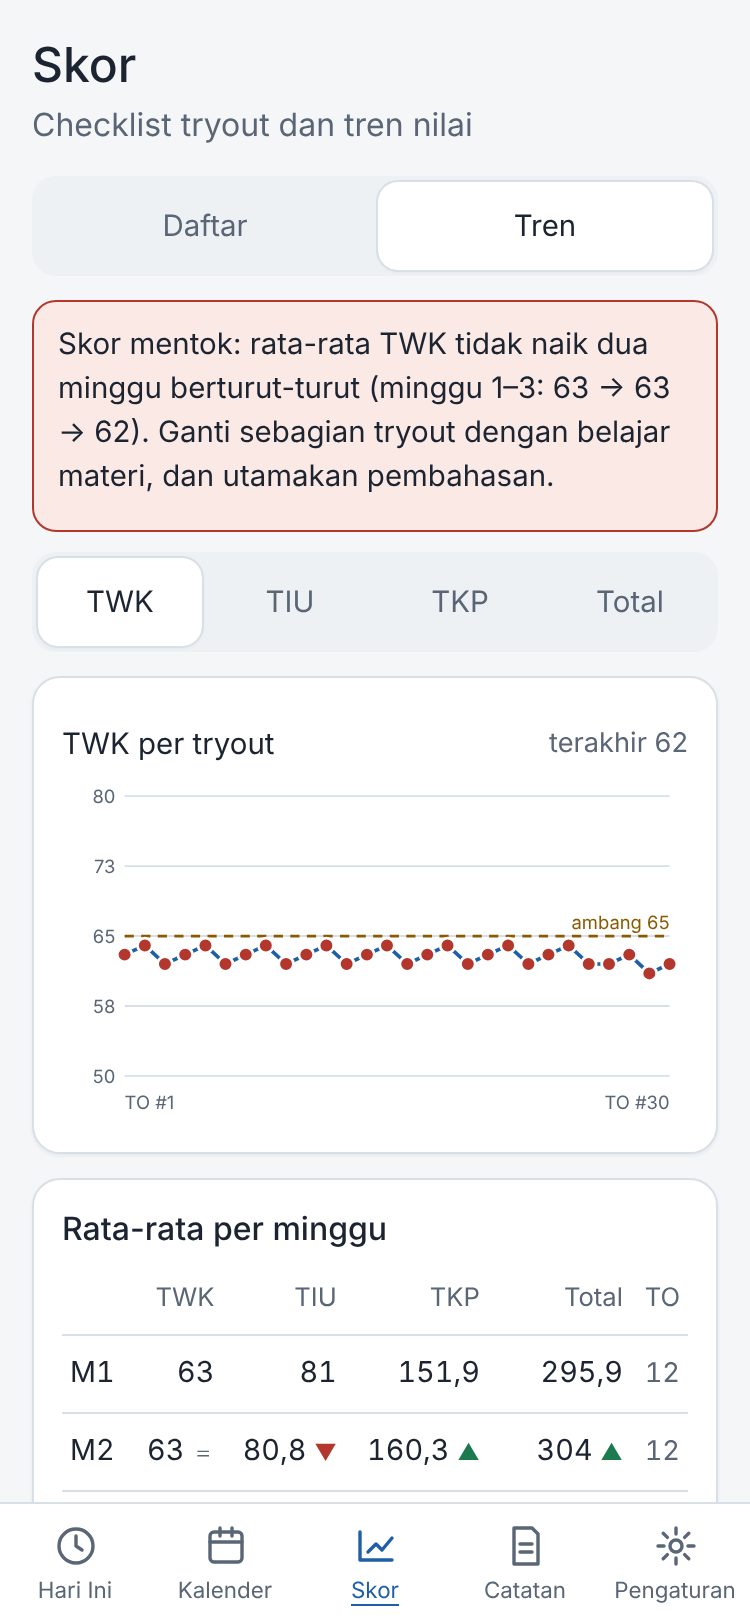 Skor
Checklist tryout dan tren nilai
Daftar Tren
Skor mentok: rata-rata TWK tidak naik dua
minggu berturut-turut (minggu 1–3: 63 → 63
→ 62). Ganti sebagian tryout dengan belajar
materi, dan utamakan pembahasan.
TWK TIU TKP Total
TWK per tryout terakhir 62
80
73
ambang 65
65
58
50
TO #1 TO #30
Rata-rata per minggu
TWK TIU TKP Total TO
M1 63 81 151,9 295,9 12
M2 63 = 80,8 ▼ 160,3 ▲ 304 ▲ 12
Hari Ini Kalender Skor Catatan Pengaturan